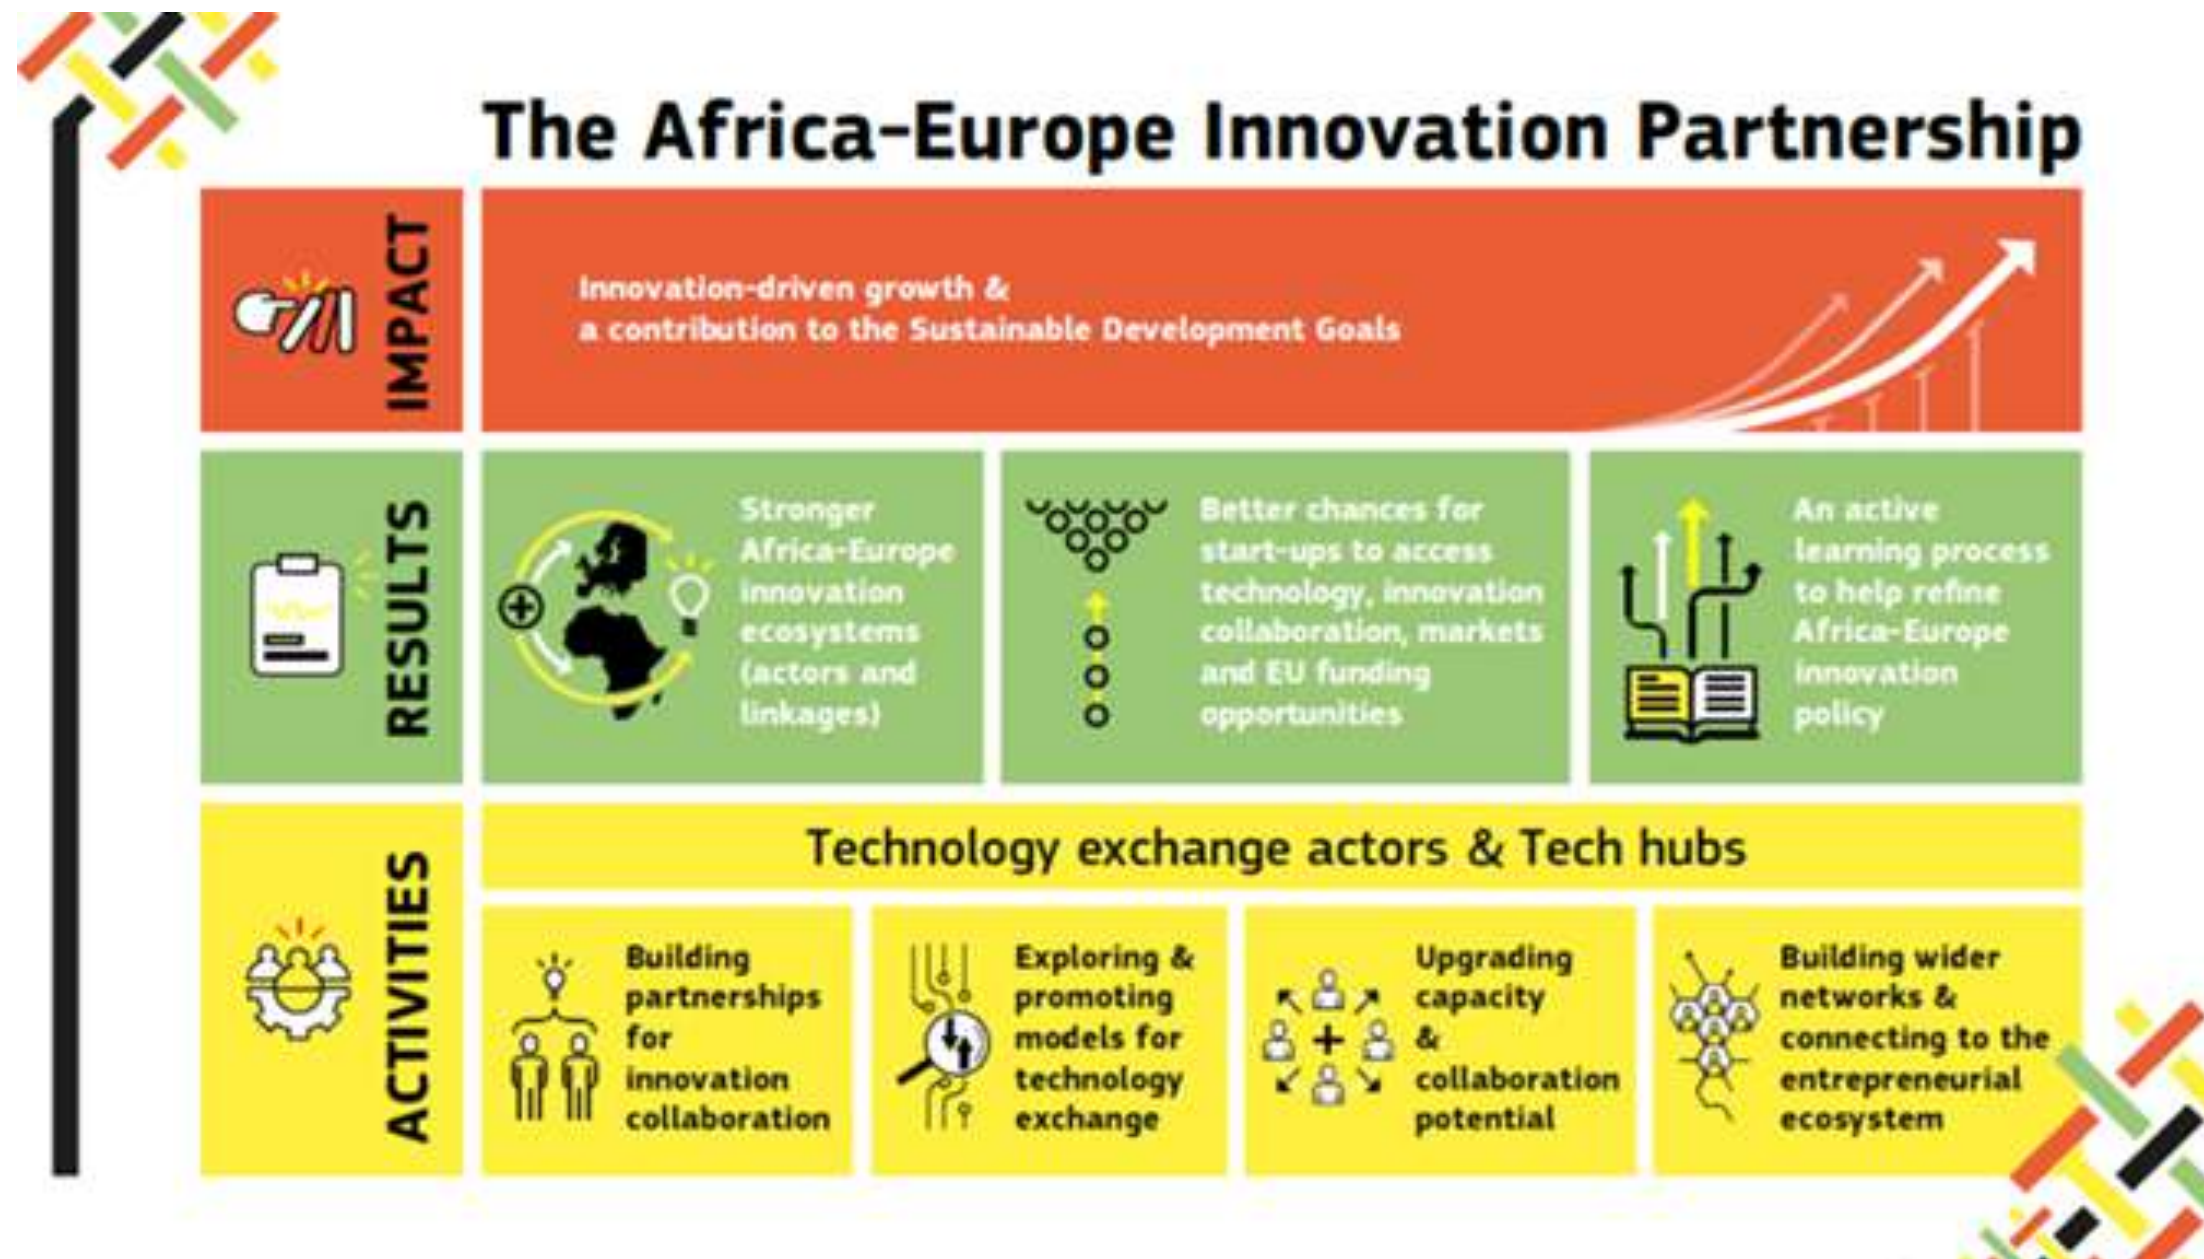 The Africa-Europe Innovation Partnership
IMPACT
Innovation-driven growth &
a contribution to the Sustainable Development Goals
RESULTS
Stronger
Africa-Europe
innovation
ecosystems
(actors and
linkages)
Better chances for
start-ups to access
technology, innovation
collaboration, markets
and EU funding
opportunities
An active
learning process
to help refine
Africa-Europe
innovation
policy
ACTIVITIES
Technology exchange actors & Tech hubs
Building
partnerships
for
innovation
collaboration
Exploring &
promoting
models for
technology
exchange
Upgrading
capacity
&
collaboration
potential
Building wider
networks &
connecting to the
entrepreneurial
ecosystem